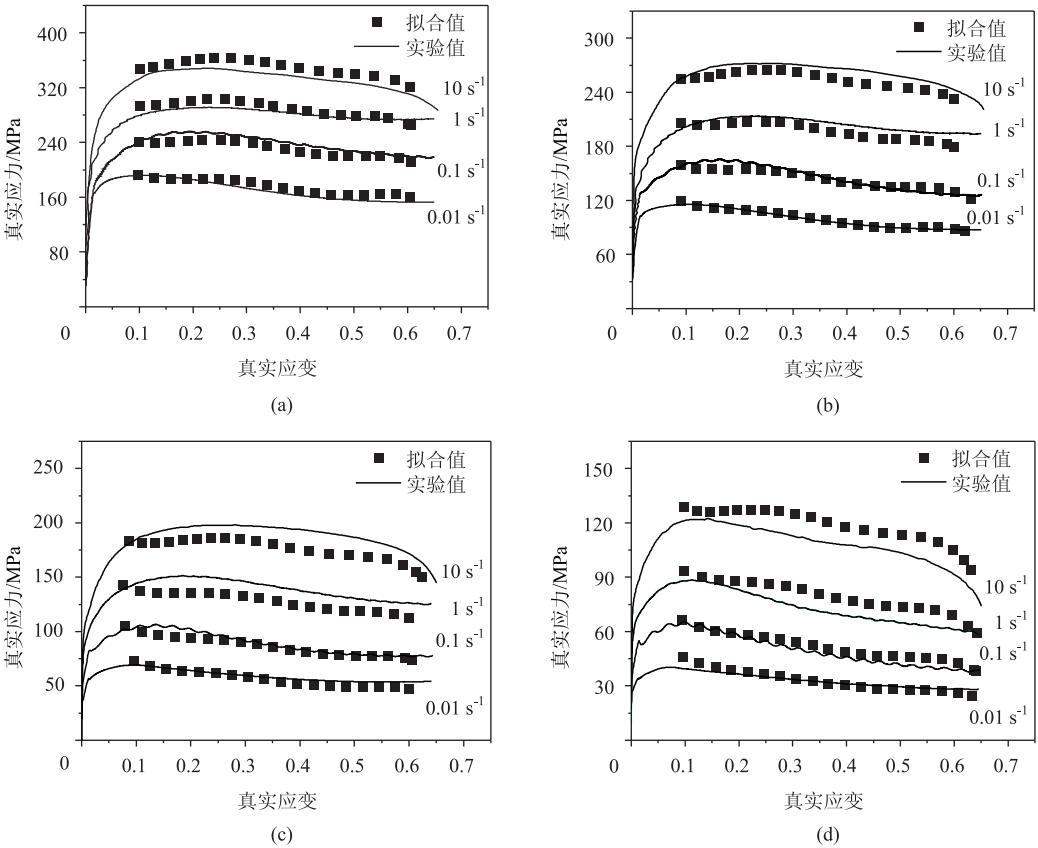 400
320
240
160
80
0
0.1
0.2
0.3
0.4
0.5
0.6
0.7
真实应力/MPa
真实应变
拟合值
实验值
10 s⁻¹
1 s⁻¹
0.1 s⁻¹
0.01 s⁻¹
(a)
300
240
180
120
60
0
0.1
0.2
0.3
0.4
0.5
0.6
0.7
真实应力/MPa
真实应变
拟合值
实验值
10 s⁻¹
1 s⁻¹
0.1 s⁻¹
0.01 s⁻¹
(b)
250
200
150
100
50
0
0.1
0.2
0.3
0.4
0.5
0.6
0.7
真实应力/MPa
真实应变
拟合值
实验值
10 s⁻¹
1 s⁻¹
0.1 s⁻¹
0.01 s⁻¹
(c)
150
120
90
60
30
0
0.1
0.2
0.3
0.4
0.5
0.6
0.7
真实应力/MPa
真实应变
拟合值
实验值
10 s⁻¹
1 s⁻¹
0.1 s⁻¹
0.01 s⁻¹
(d)